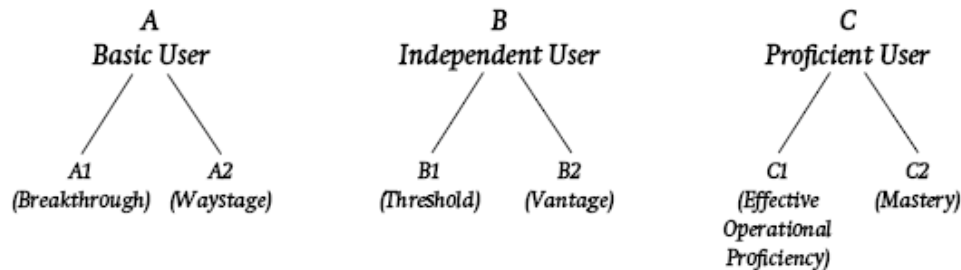 A
Basic User
A1
(Breakthrough)
A2
(Waystage)
B
Independent User
B1
(Threshold)
B2
(Vantage)
C
Proficient User
C1
(Effective
Operational
Proficiency)
C2
(Mastery)